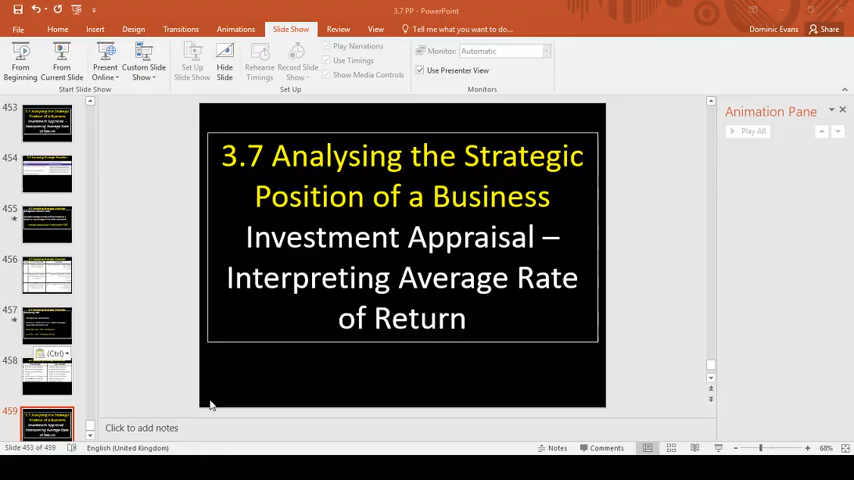 3.7 PP - PowerPoint
File Home Insert Design Transitions Animations Slide Show Review View Tell me what you want to do... Dominic Evans Share
From Beginning
From Current Slide
Present Online
Custom Slide Show
Set Up Slide Show
Hide Slide
Rehearse Timings
Record Slide Show
Play Narrations
Use Timings
Show Media Controls
Monitor: Automatic
Use Presenter View
Start Slide Show
Set Up
Monitors
453
454
455
456
457
458
459
(Ctrl)
3.7 Analysing the Strategic
Position of a Business
Investment Appraisal –
Interpreting Average Rate
of Return
Animation Pane
Play All
Click to add notes
Slide 453 of 459 English (United Kingdom) Notes Comments 68%